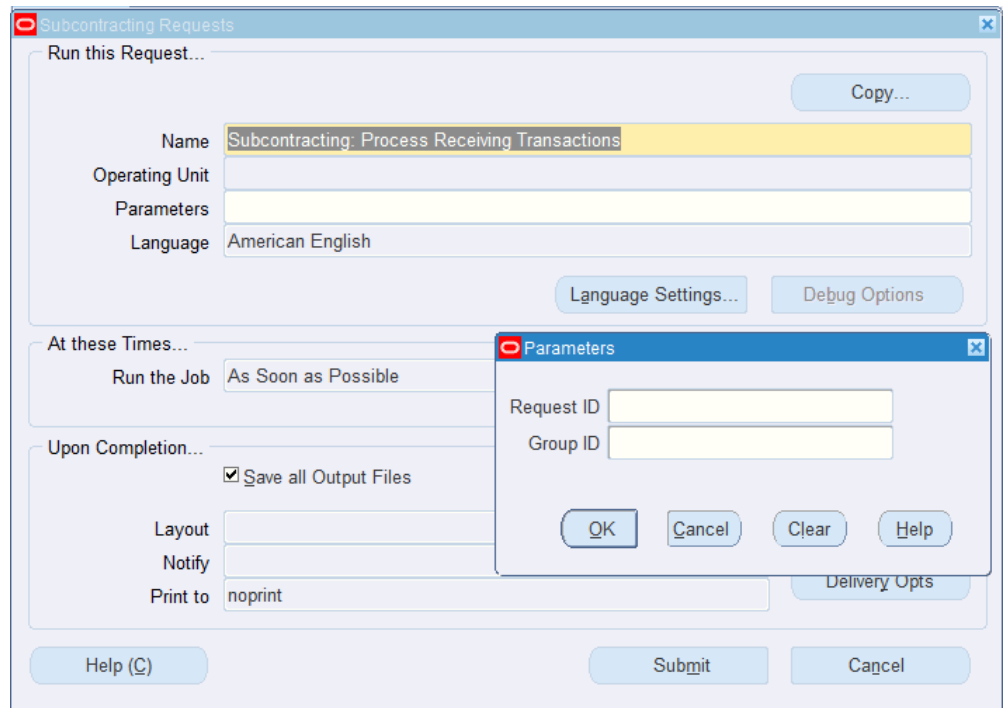 Subcontracting Requests
Run this Request...
Copy...
Name Subcontracting: Process Receiving Transactions
Operating Unit
Parameters
Language American English
Language Settings... Debug Options
At these Times...
Run the Job As Soon as Possible
Parameters
Request ID
Group ID
OK Cancel Clear Help
Upon Completion...
Save all Output Files
Layout
Notify
Print to noprint
Delivery Opts
Help (C) Submit Cancel